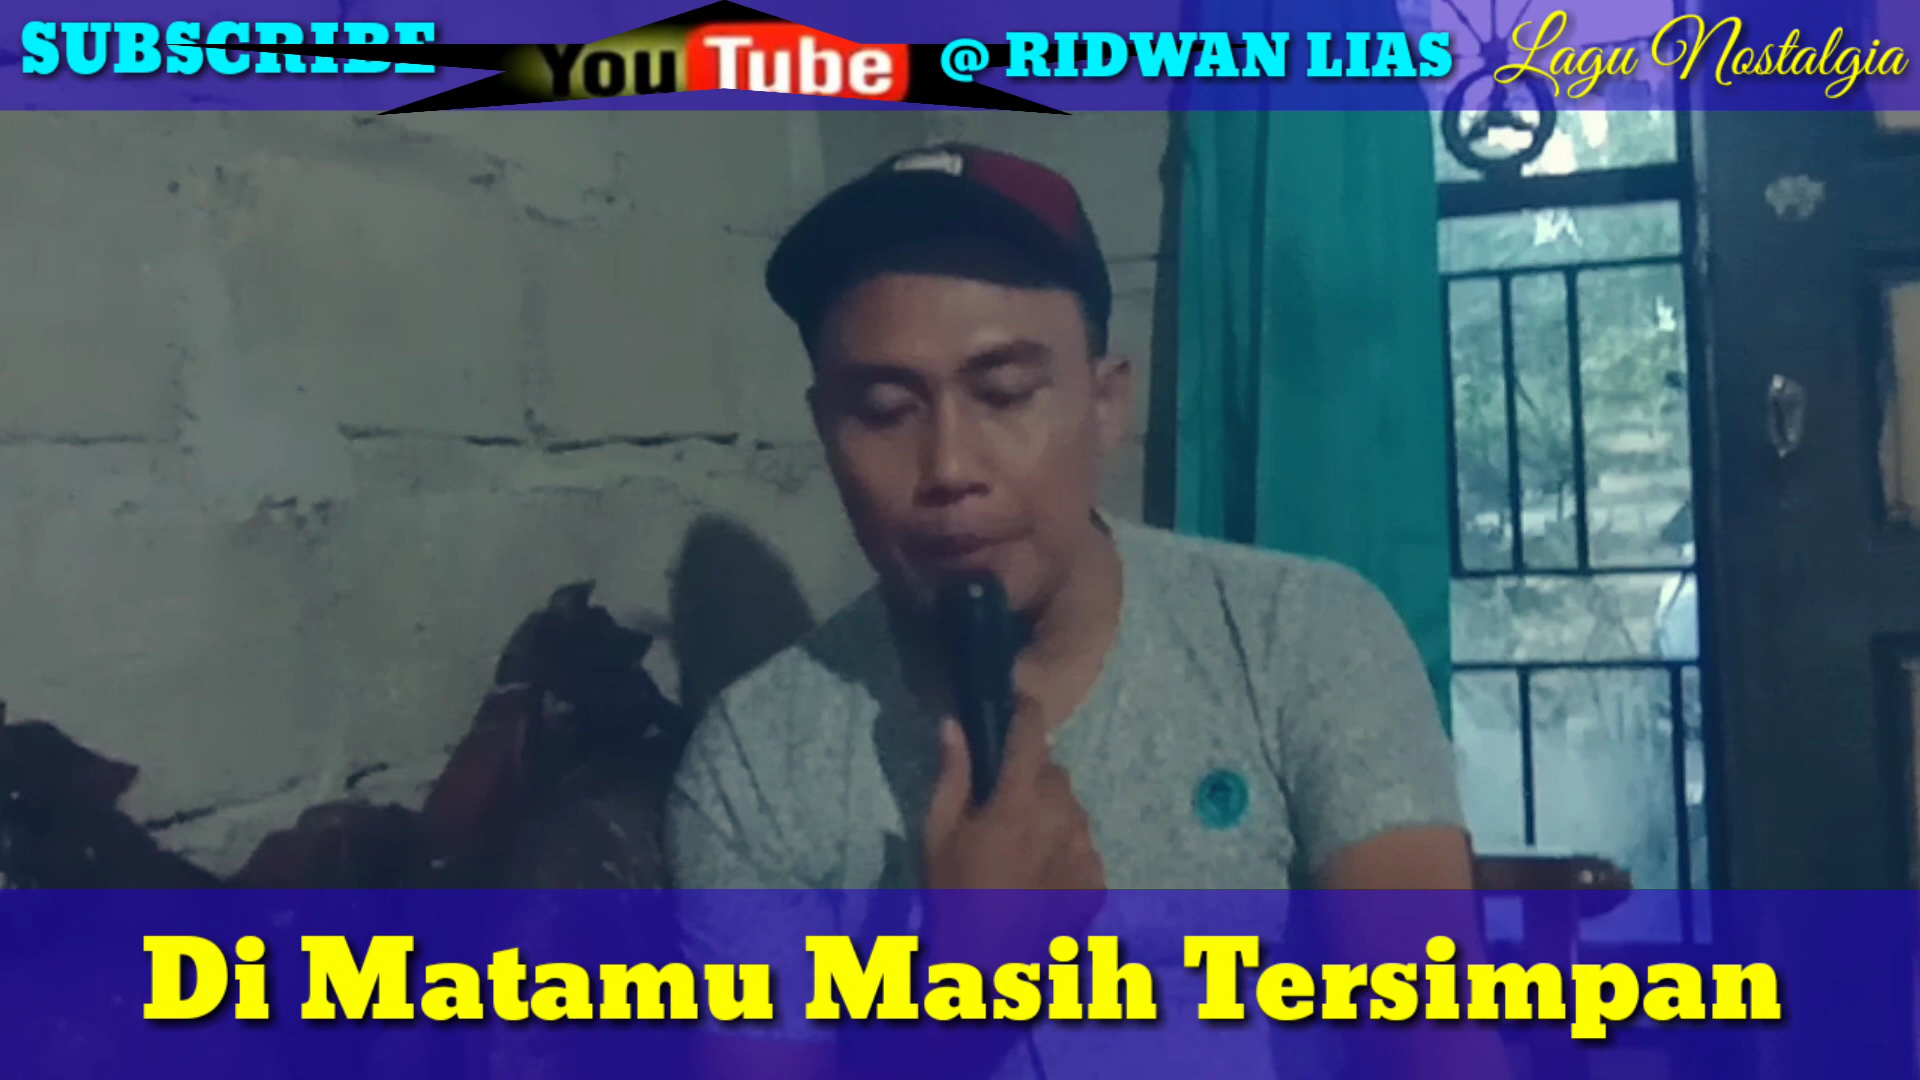 SUBSCRIBE YouTube @ RIDWAN LIAS Lagu Nostalgia
Di Matamu Masih Tersimpan